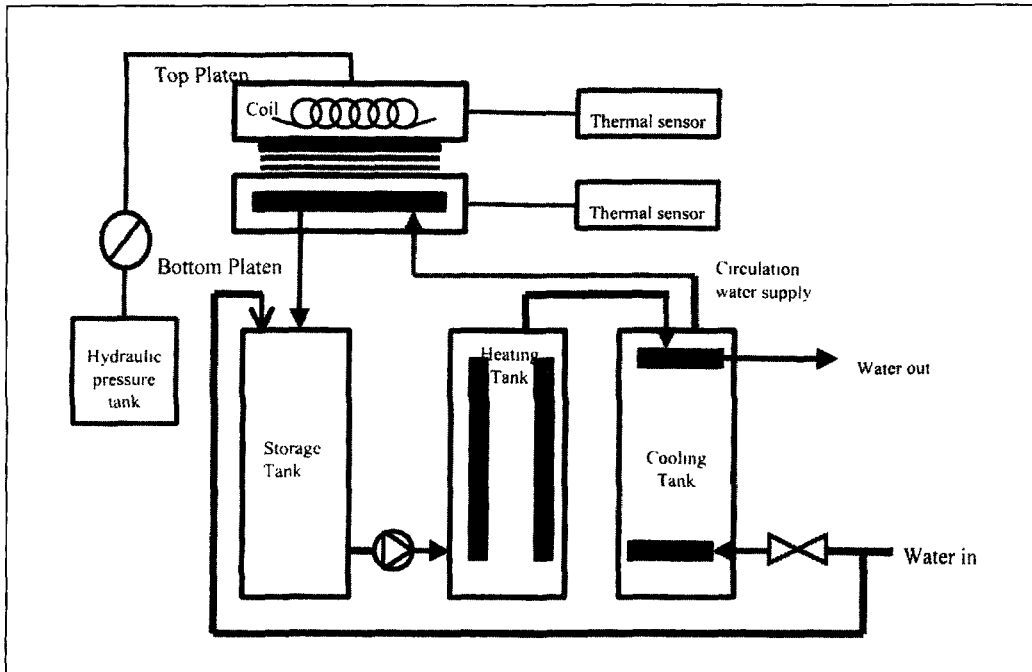 Top Platen
Coil
Thermal sensor
Thermal sensor
Bottom Platen
Circulation
water supply
Hydraulic
pressure
tank
Heating
Tank
Water out
Storage
Tank
Cooling
Tank
Water in